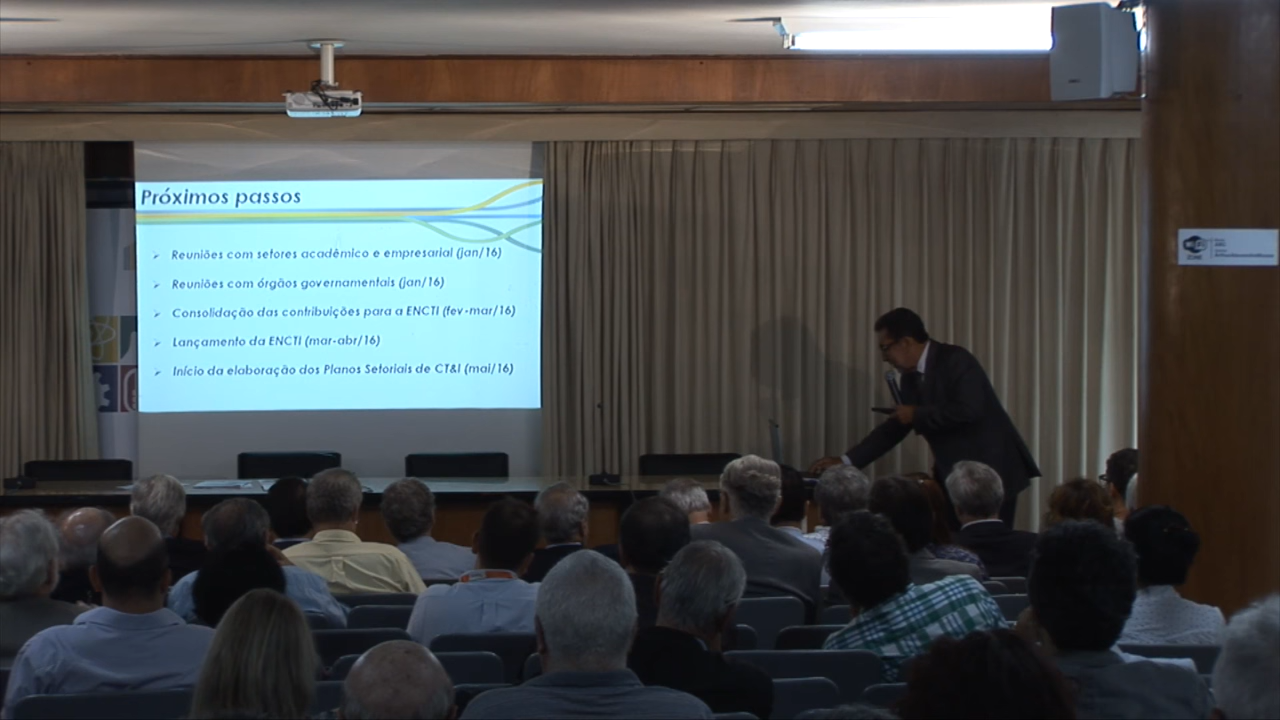 Próximos passos
Reuniões com setores acadêmico e empresarial (jan/16)
Reuniões com órgãos governamentais (jan/16)
Consolidação das contribuições para a ENCTI (fev-mar/16)
Lançamento da ENCTI (mar-abr/16)
Início da elaboração dos Planos Setoriais de CT&I (mai/16)